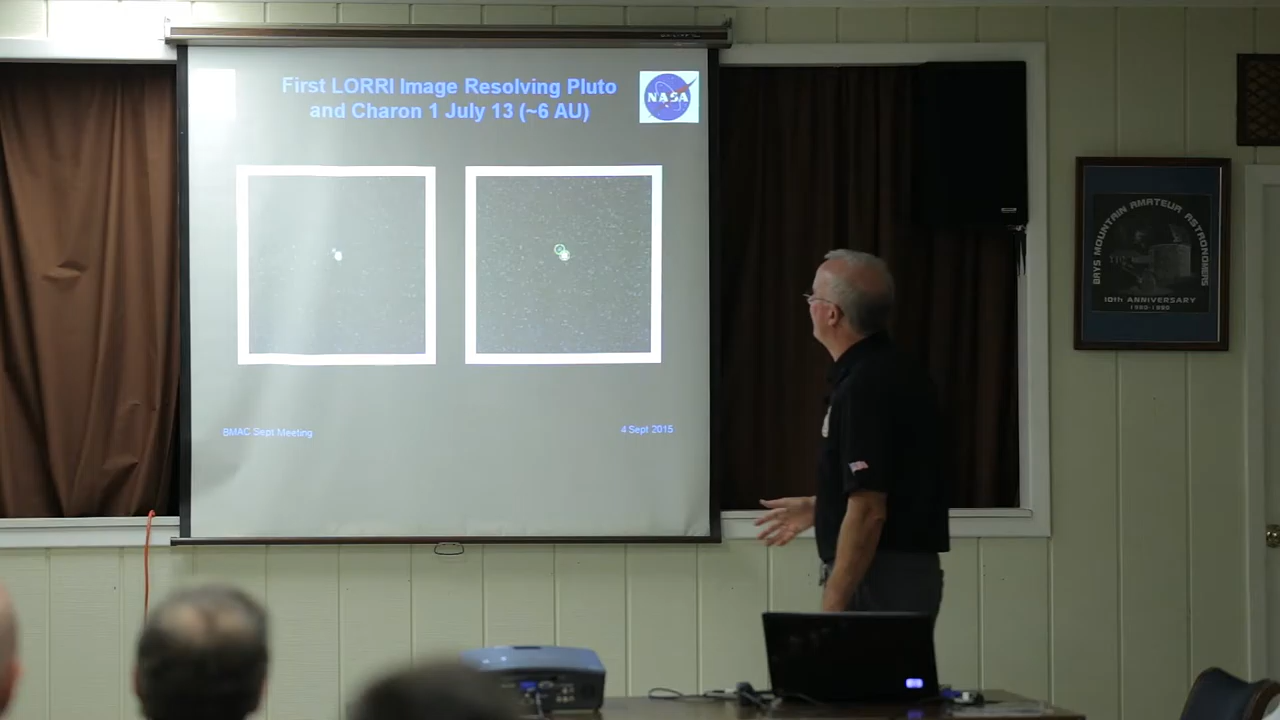 First LORRI Image Resolving Pluto
and Charon 1 July 13 (~6 AU)
NASA
BMAC Sept Meeting
4 Sept 2015
BAYS MOUNTAIN AMATEUR ASTRONOMERS
10th ANNIVERSARY